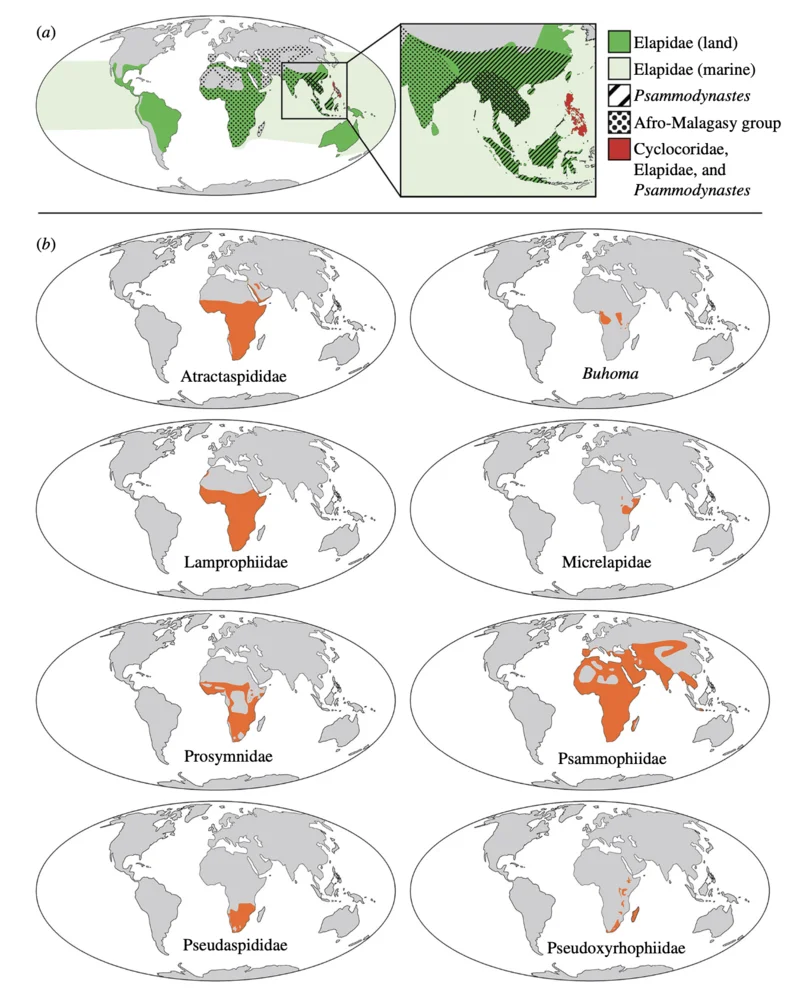 (a)
Elapidae (land)
Elapidae (marine)
Psammodynastes
Afro-Malagasy group
Cyclocoridae,
Elapidae, and
Psammodynastes
(b)
Atractaspididae
Buhoma
Lamprophiidae
Micrelapidae
Prosymnidae
Psammophiidae
Pseudaspididae
Pseudoxyrhophiidae